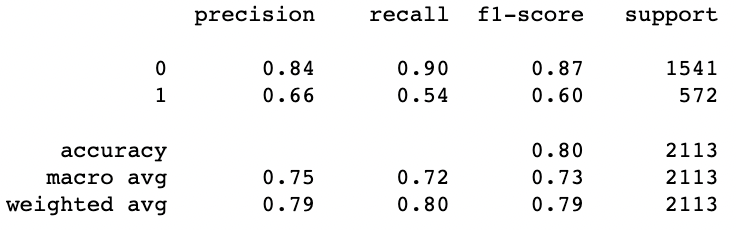 precision recall f1-score support
0 0.84 0.90 0.87 1541
1 0.66 0.54 0.60 572
accuracy 0.80 2113
macro avg 0.75 0.72 0.73 2113
weighted avg 0.79 0.80 0.79 2113